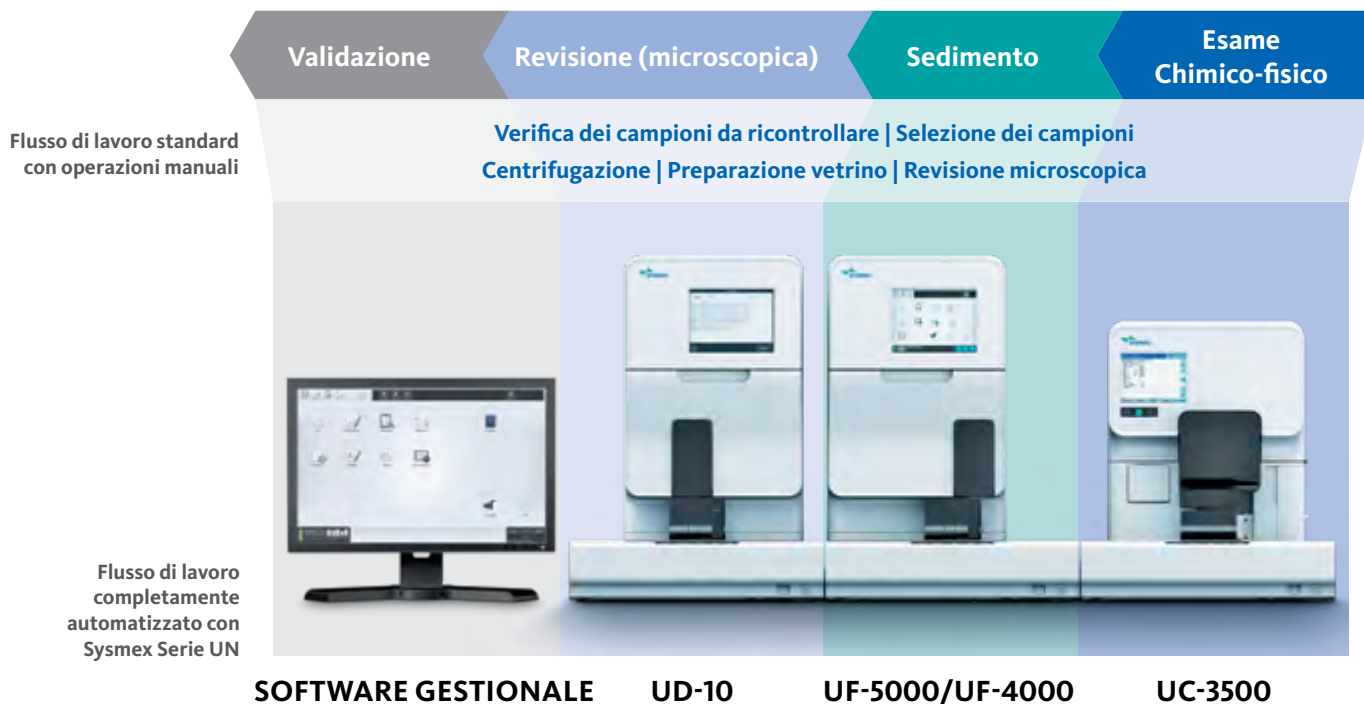 Validazione
Revisione (microscopica)
Sedimento
Esame
Chimico-fisico
Flusso di lavoro standard
con operazioni manuali
Verifica dei campioni da ricontrollare | Selezione dei campioni
Centrifugazione | Preparazione vetrino | Revisione microscopica
Flusso di lavoro
completamente
automatizzato con
Sysmex Serie UN
SOFTWARE GESTIONALE
UD-10
UF-5000/UF-4000
UC-3500